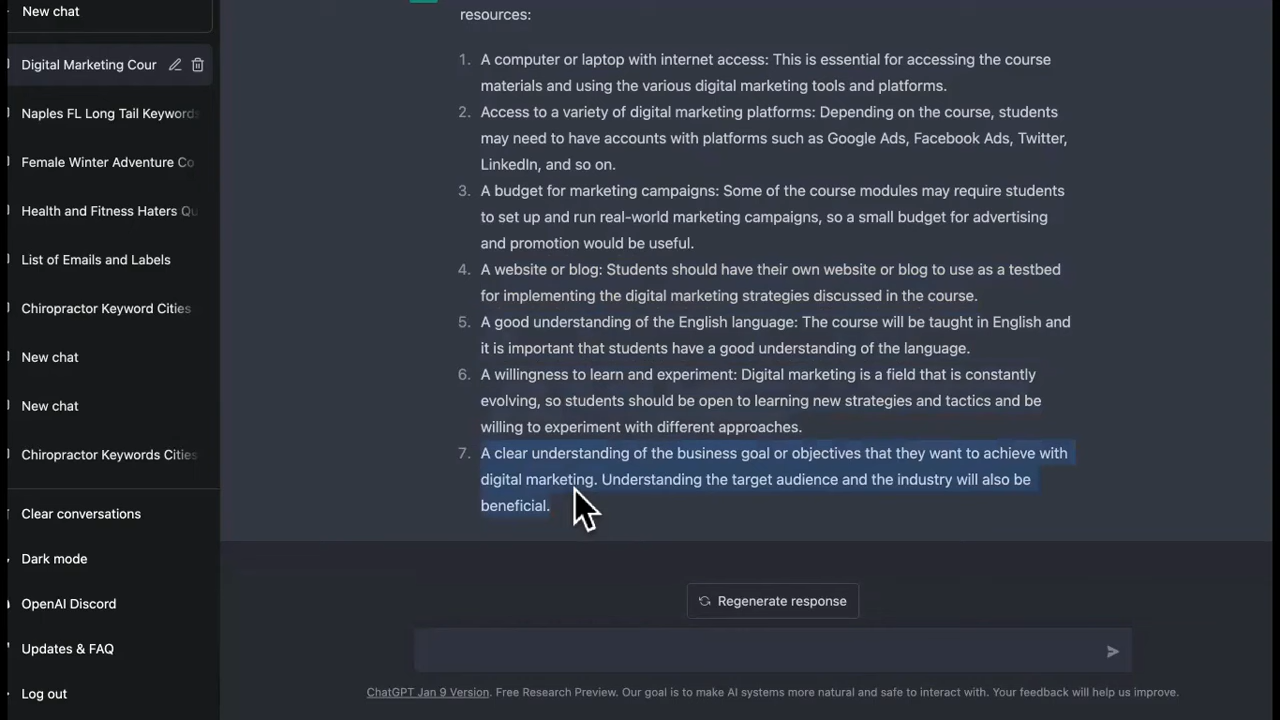 New chat
Digital Marketing Cour
Naples FL Long Tail Keywords
Female Winter Adventure Co
Health and Fitness Haters Qu
List of Emails and Labels
Chiropractor Keyword Cities
New chat
New chat
Chiropractor Keywords Cities
Clear conversations
Dark mode
OpenAI Discord
Updates & FAQ
Log out
resources:
1. A computer or laptop with internet access: This is essential for accessing the course
materials and using the various digital marketing tools and platforms.
2. Access to a variety of digital marketing platforms: Depending on the course, students
may need to have accounts with platforms such as Google Ads, Facebook Ads, Twitter,
LinkedIn, and so on.
3. A budget for marketing campaigns: Some of the course modules may require students
to set up and run real-world marketing campaigns, so a small budget for advertising
and promotion would be useful.
4. A website or blog: Students should have their own website or blog to use as a testbed
for implementing the digital marketing strategies discussed in the course.
5. A good understanding of the English language: The course will be taught in English and
it is important that students have a good understanding of the language.
6. A willingness to learn and experiment: Digital marketing is a field that is constantly
evolving, so students should be open to learning new strategies and tactics and be
willing to experiment with different approaches.
7. A clear understanding of the business goal or objectives that they want to achieve with
digital marketing. Understanding the target audience and the industry will also be
beneficial.
Regenerate response
ChatGPT Jan 9 Version. Free Research Preview. Our goal is to make AI systems more natural and safe to interact with. Your feedback will help us improve.